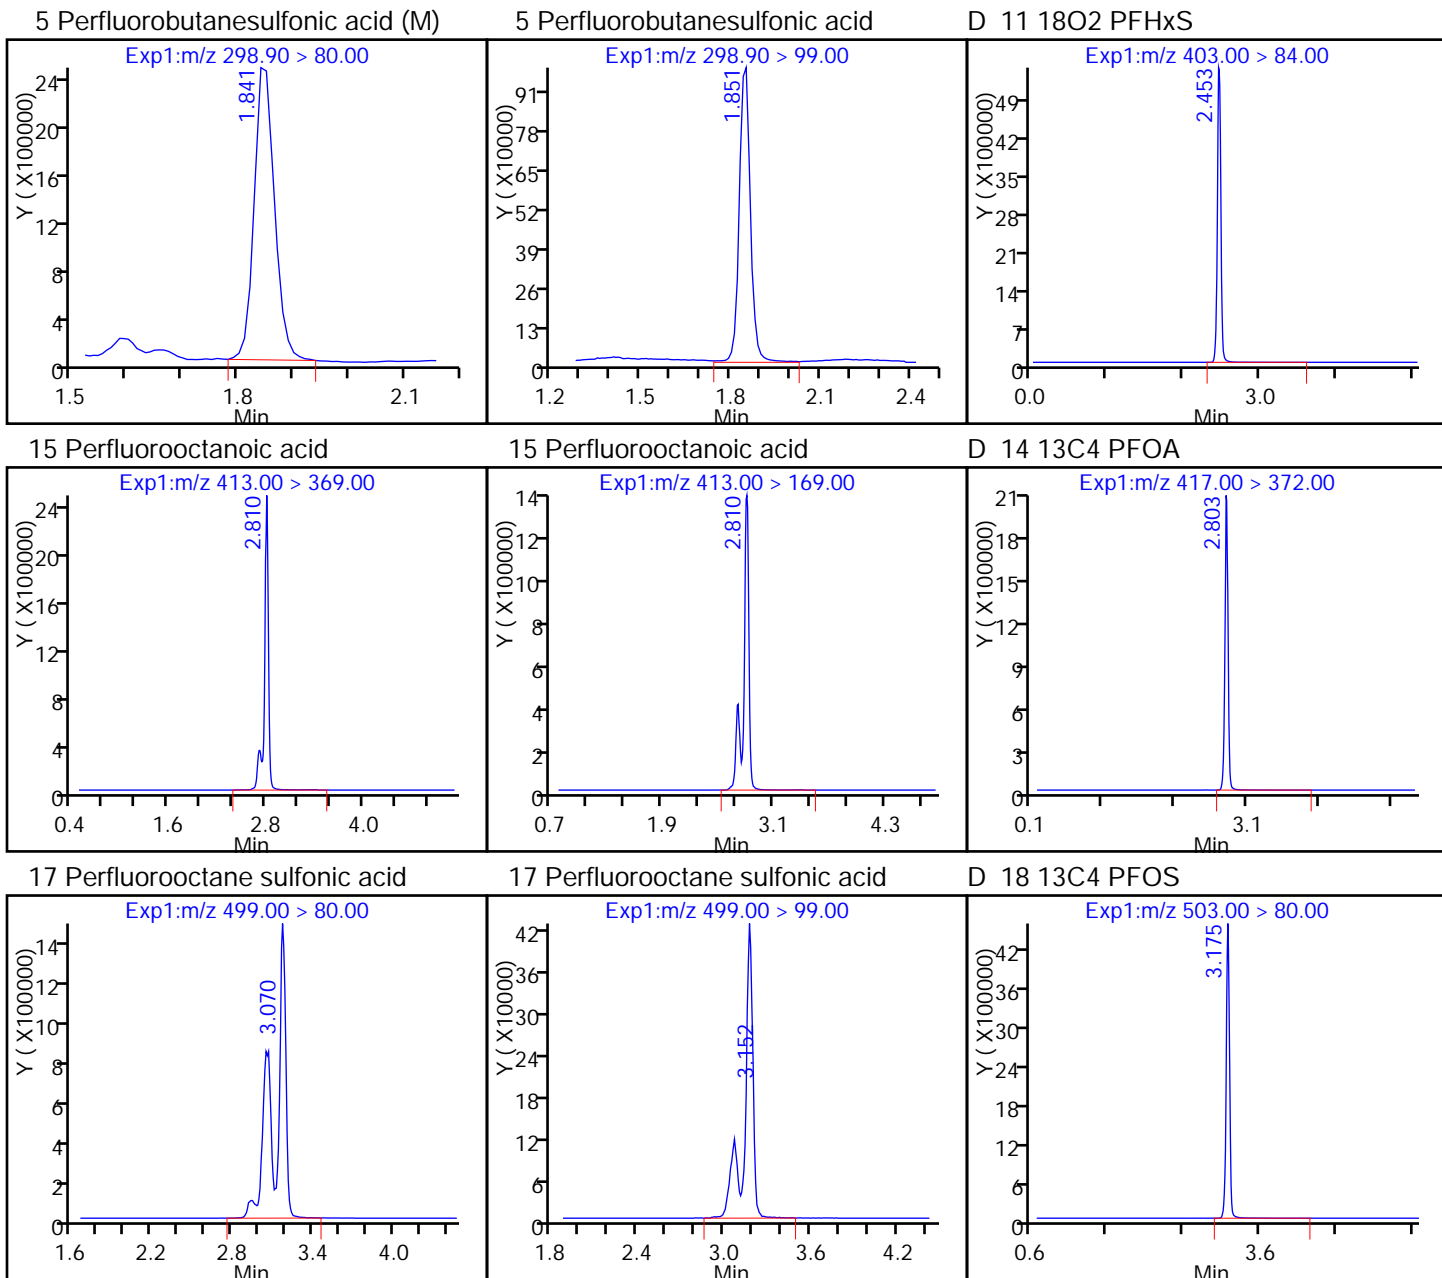 5 Perfluorobutanesulfonic acid (M)
Exp1:m/z 298.90 > 80.00
Y ( X100000)
24
20
16
12
8
4
0
1.841
1.5 1.8 2.1
Min
5 Perfluorobutanesulfonic acid
Exp1:m/z 298.90 > 99.00
Y ( X10000)
91
78
65
52
39
26
13
0
1.851
1.2 1.5 1.8 2.1 2.4
Min
D 11 18O2 PFHxS
Exp1:m/z 403.00 > 84.00
Y ( X100000)
49
42
35
28
21
14
7
0
2.453
0.0 3.0
Min
15 Perfluorooctanoic acid
Exp1:m/z 413.00 > 369.00
Y ( X100000)
24
20
16
12
8
4
0
2.810
0.4 1.6 2.8 4.0
Min
15 Perfluorooctanoic acid
Exp1:m/z 413.00 > 169.00
Y ( X100000)
14
12
10
8
6
4
2
0
2.810
0.7 1.9 3.1 4.3
Min
D 14 13C4 PFOA
Exp1:m/z 417.00 > 372.00
Y ( X100000)
21
18
15
12
9
6
3
0
2.803
0.1 3.1
Min
17 Perfluorooctane sulfonic acid
Exp1:m/z 499.00 > 80.00
Y ( X100000)
14
12
10
8
6
4
2
0
3.070
1.6 2.2 2.8 3.4 4.0
Min
17 Perfluorooctane sulfonic acid
Exp1:m/z 499.00 > 99.00
Y ( X10000)
42
36
30
24
18
12
6
0
3.152
1.8 2.4 3.0 3.6 4.2
Min
D 18 13C4 PFOS
Exp1:m/z 503.00 > 80.00
Y ( X100000)
42
36
30
24
18
12
6
0
3.175
0.6 3.6
Min